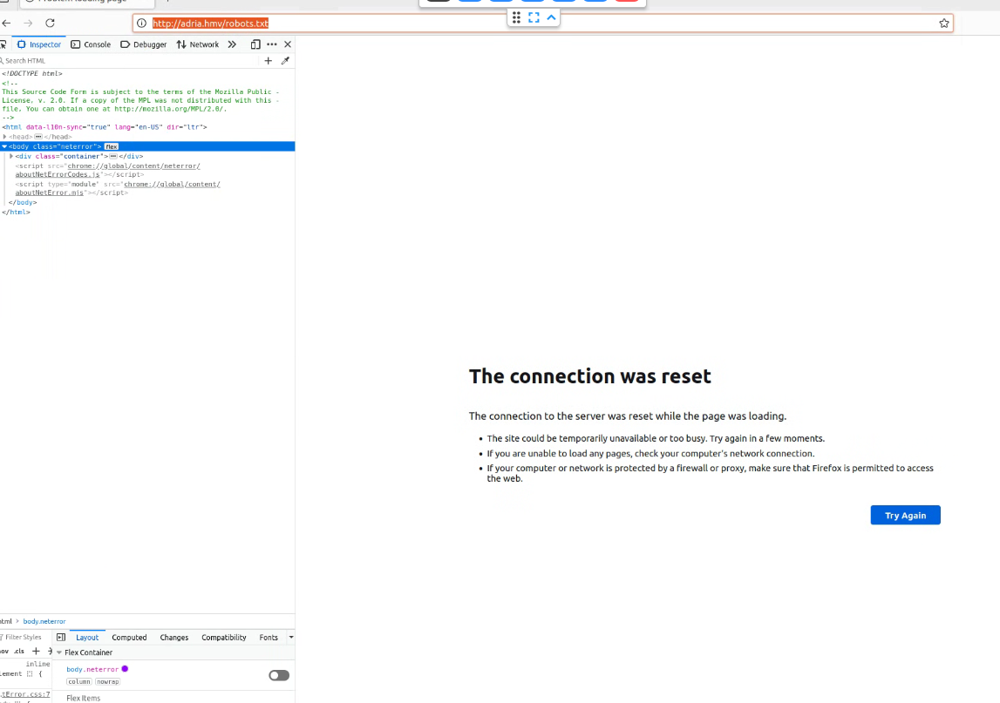 Problem loading page
http://adria.hmv/robots.txt
Inspector Console Debugger Network
Search HTML
<!DOCTYPE html>
<!--
This Source Code Form is subject to the terms of the Mozilla Public -
License, v. 2.0. If a copy of the MPL was not distributed with this -
file, You can obtain one at http://mozilla.org/MPL/2.0/.
-->
<html data-l10n-sync="true" lang="en-US" dir="ltr">
<head></head>
<body class="neterror"> flex
<div class="container"></div>
<script src="chrome://global/content/neterror/
aboutNetErrorCodes.js"></script>
<script type="module" src="chrome://global/content/
aboutNetError.mjs"></script>
</body>
</html>
The connection was reset
The connection to the server was reset while the page was loading.
• The site could be temporarily unavailable or too busy. Try again in a few moments.
• If you are unable to load any pages, check your computer's network connection.
• If your computer or network is protected by a firewall or proxy, make sure that Firefox is permitted to access
the web.
Try Again
html > body.neterror
Filter Styles
.cls
inline
lement {
tError.css:7
Layout Computed Changes Compatibility Fonts
Flex Container
body.neterror
column nowrap
Flex Items